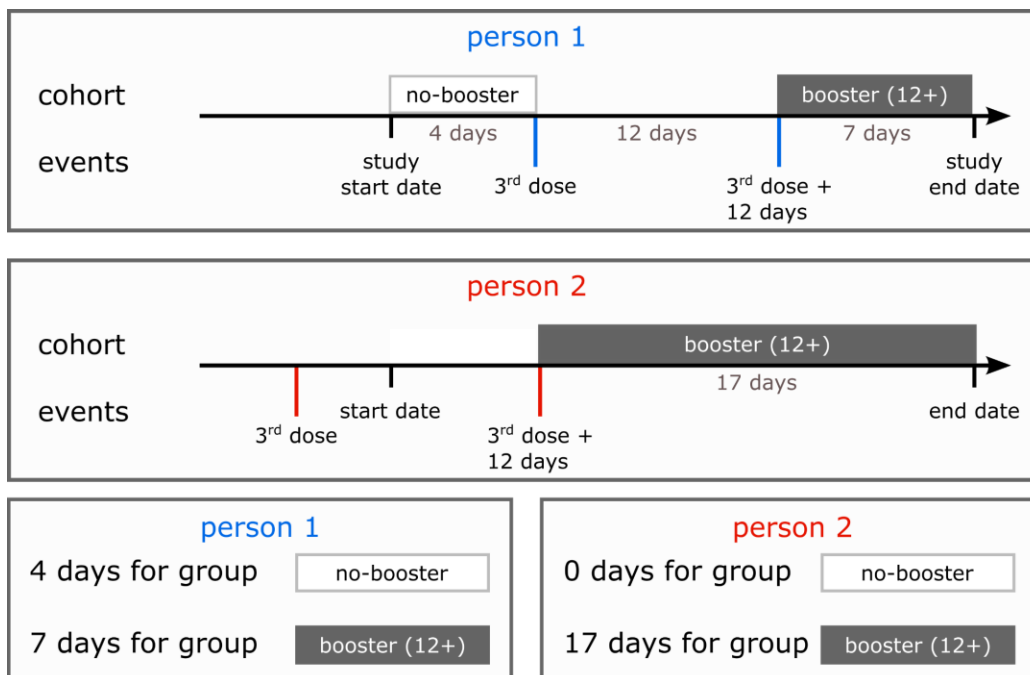 person 1
cohort
no-booster
booster (12+)
4 days
12 days
7 days
events
study
start date
3rd dose
3rd dose +
12 days
study
end date
person 2
cohort
booster (12+)
17 days
events
3rd dose
start date
3rd dose +
12 days
end date
person 1
4 days for group
no-booster
7 days for group
booster (12+)
person 2
0 days for group
no-booster
17 days for group
booster (12+)